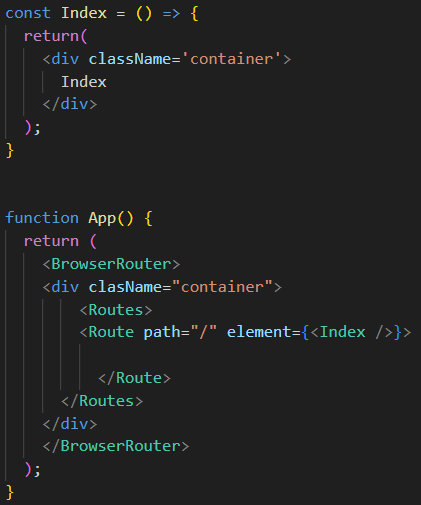 const Index = () => {
  return(
    <div className='container'>
      Index
    </div>
  );
}
function App() {
  return (
    <BrowserRouter>
    <div clasName="container">
        <Routes>
        <Route path="/" element={<Index />}>
          </Route>
      </Routes>
    </div>
    </BrowserRouter>
  );
}